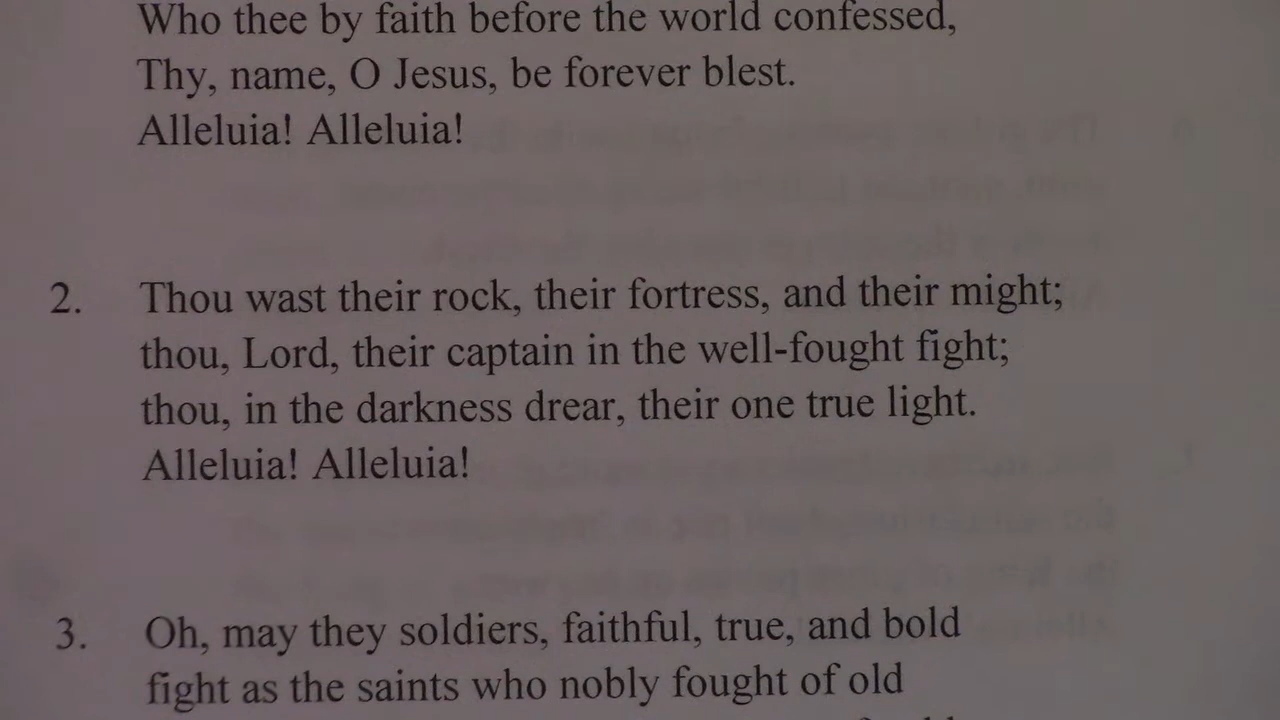 Who thee by faith before the world confessed,
Thy, name, O Jesus, be forever blest.
Alleluia! Alleluia!
2. Thou wast their rock, their fortress, and their might;
thou, Lord, their captain in the well-fought fight;
thou, in the darkness drear, their one true light.
Alleluia! Alleluia!
3. Oh, may they soldiers, faithful, true, and bold
fight as the saints who nobly fought of old